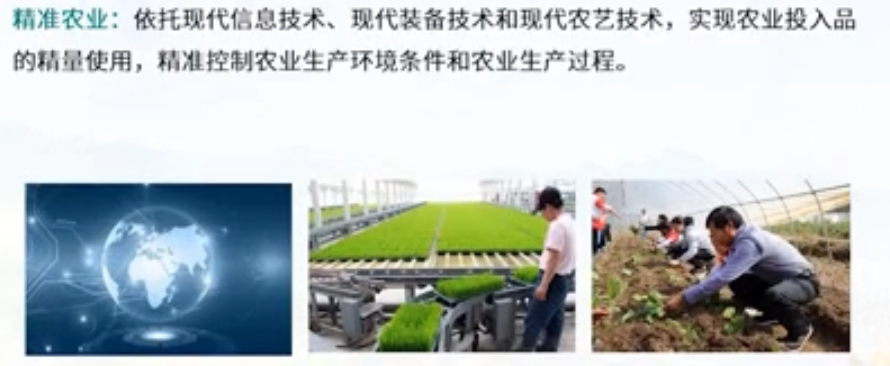 精准农业：依托现代信息技术、现代装备技术和现代农艺技术，实现农业投入品
的精量使用，精准控制农业生产环境条件和农业生产过程。